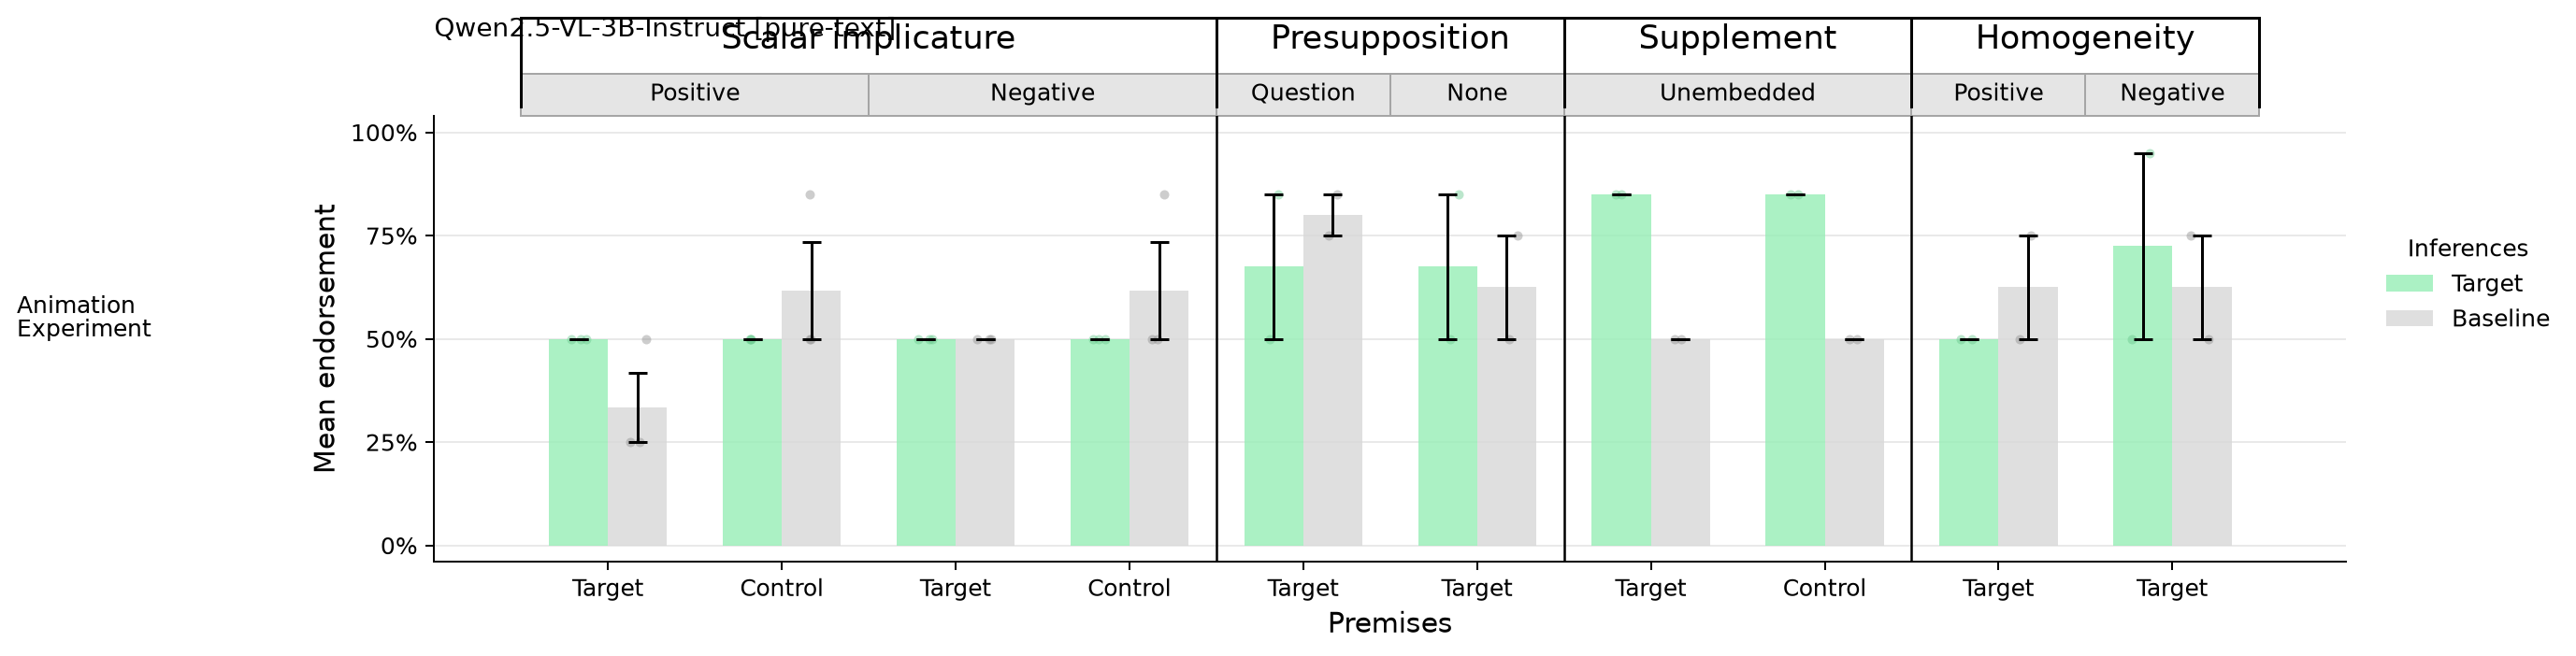 Qwen2.5-VL-3B-Instruct [pure-text]
Scalar Implicature Presupposition Supplement Homogeneity
Positive Negative Question None Unembedded Positive Negative
100%
75%
50%
25%
0%
Mean endorsement
Animation
Experiment
Inferences
Target
Baseline
Target Control Target Control Target Target Target Control Target Target
Premises